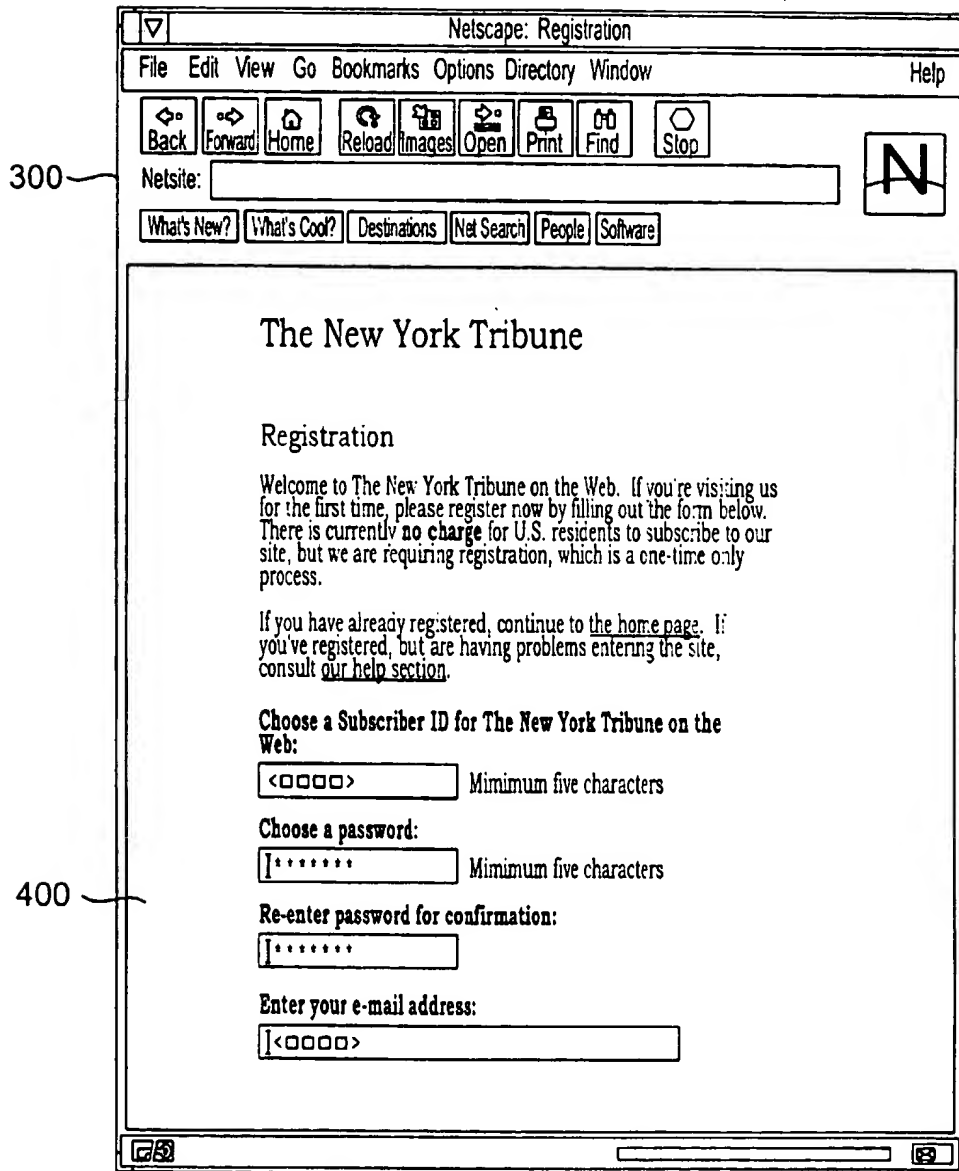 Netscape: Registration
File Edit View Go Bookmarks Options Directory Window Help
Back Forward Home Reload Images Open Print Find Stop
N
300
Netsite:
What's New? What's Cool? Destinations Net Search People Software
The New York Tribune
Registration
Welcome to The New York Tribune on the Web. If you're visiting us
for the first time, please register now by filling out the form below.
There is currently no charge for U.S. residents to subscribe to our
site, but we are requiring registration, which is a one-time only
process.
If you have already registered, continue to the home page. If
you've registered, but are having problems entering the site,
consult our help section.
Choose a Subscriber ID for The New York Tribune on the
Web:
<□□□□> Mimimum five characters
Choose a password:
******* Mimimum five characters
400
Re-enter password for confirmation:
*******
Enter your e-mail address:
<□□□□>